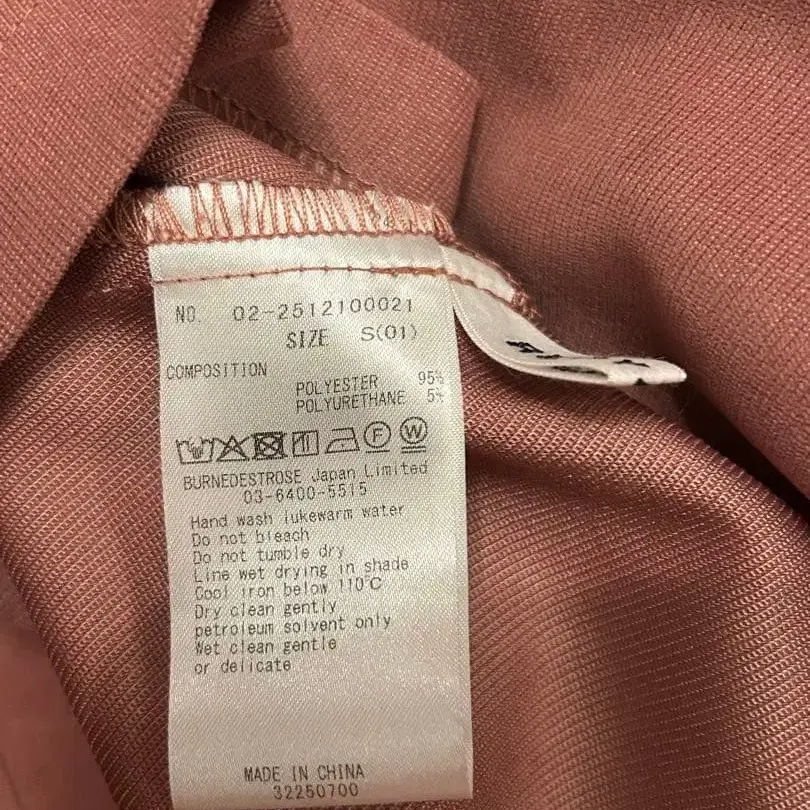 NO. 02-2512100021
SIZE S(01)
COMPOSITION
POLYESTER 95%
POLYURETHANE 5%
F W
BURNEDESTROSE Japan Limited
03-6400-5515
Hand wash lukewarm water
Do not bleach
Do not tumble dry
Line wet drying in shade
Cool iron below 110℃
Dry clean gently
petroleum solvent only
Wet clean gentle
or delicate
MADE IN CHINA
32250700